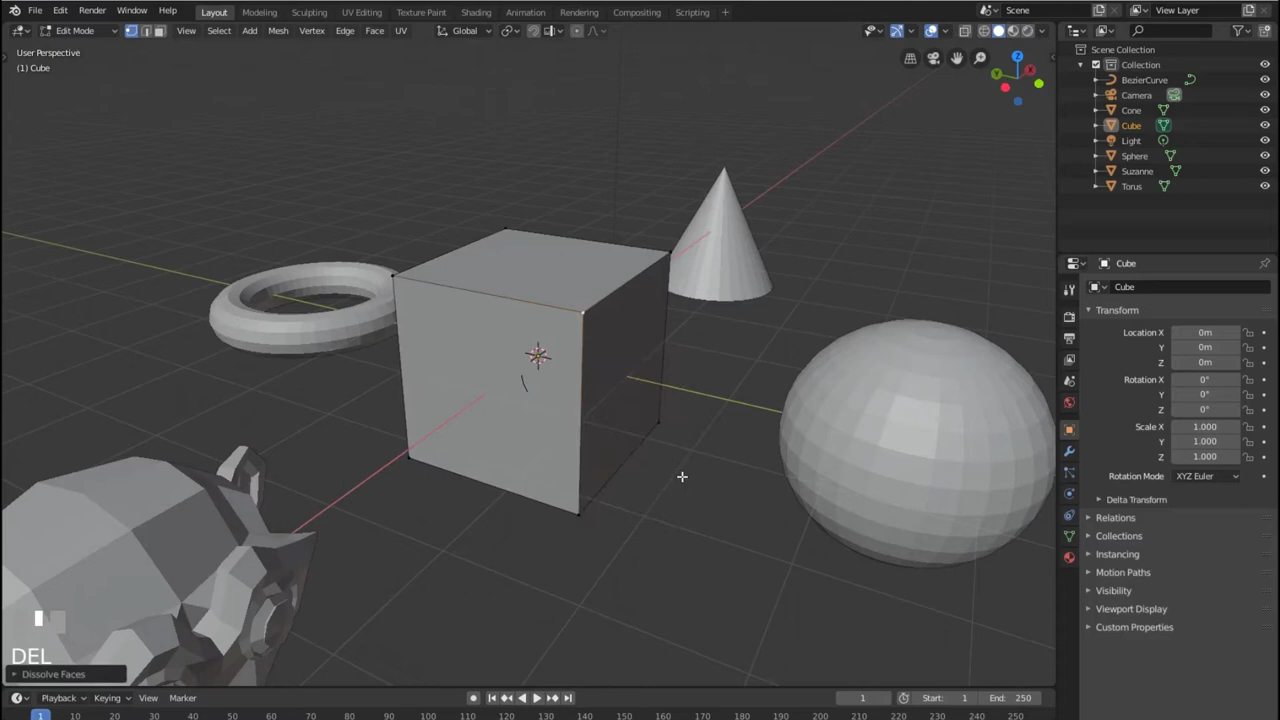 File Edit Render Window Help Layout Modeling Sculpting UV Editing Texture Paint Shading Animation Rendering Compositing Scripting + Scene View Layer
Edit Mode View Select Add Mesh Vertex Edge Face UV Global
User Perspective
(1) Cube
Z
X
Y
Scene Collection
Collection
BezierCurve
Camera
Cone
Cube
Light
Sphere
Suzanne
Torus
Cube
Cube
Transform
Location X 0m
Y 0m
Z 0m
Rotation X 0°
Y 0°
Z 0°
Scale X 1.000
Y 1.000
Z 1.000
Rotation Mode XYZ Euler
Delta Transform
Relations
Collections
Instancing
Motion Paths
Visibility
Viewport Display
Custom Properties
DEL
Dissolve Faces
Playback Keying View Marker 1 Start: 1 End: 250
1 10 20 30 40 50 60 70 80 90 100 110 120 130 140 150 160 170 180 190 200 210 220 230 240 250